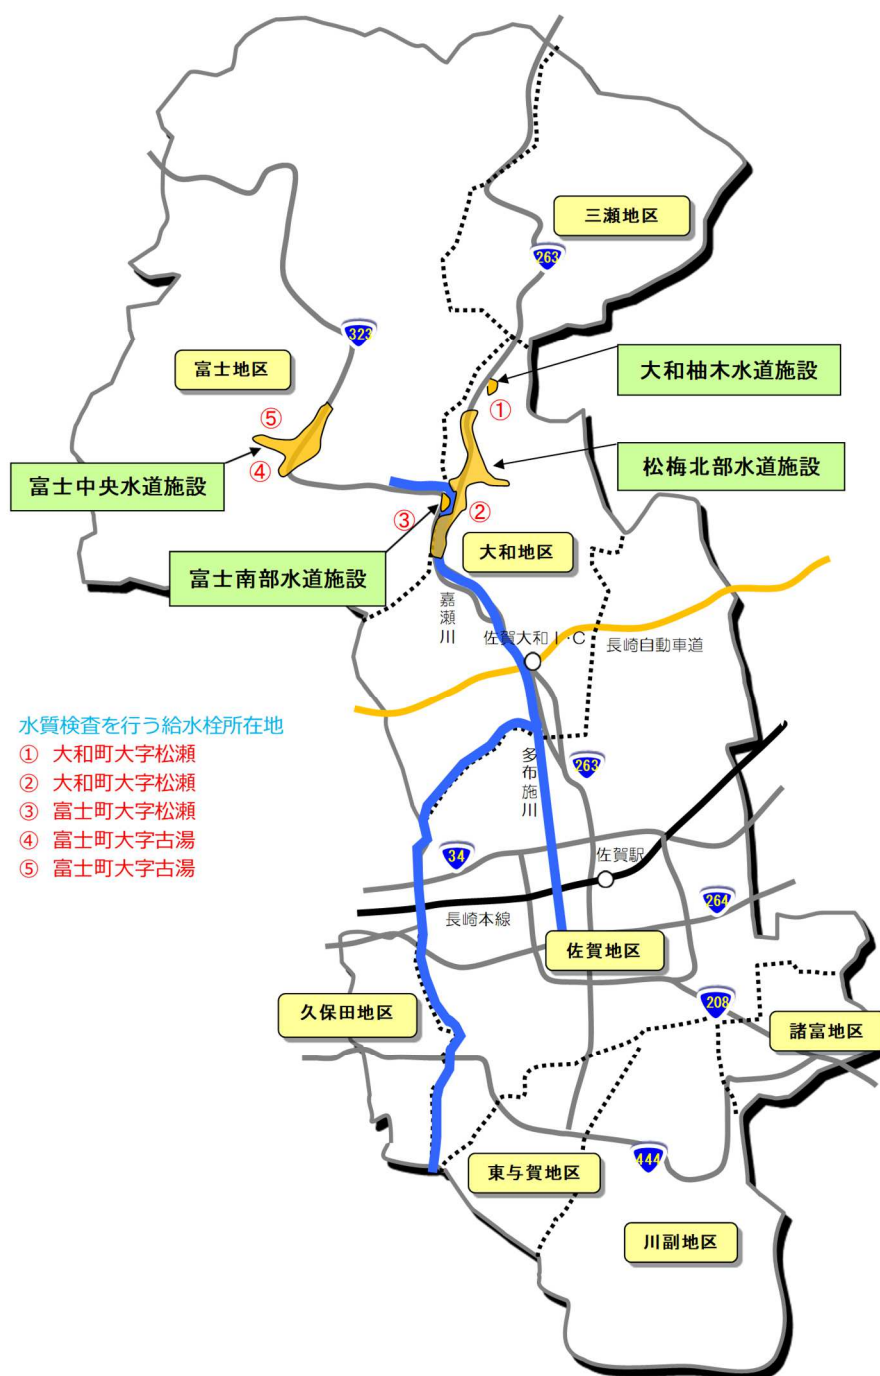 三瀬地区
263
323
富士地区
大和柚木水道施設
⑤
①
④
富士中央水道施設
松梅北部水道施設
③
②
大和地区
富士南部水道施設
嘉瀬川
佐賀大和I・C
長崎自動車道
水質検査を行う給水栓所在地
① 大和町大字松瀬
② 大和町大字松瀬
③ 富士町大字松瀬
④ 富士町大字古湯
⑤ 富士町大字古湯
多布施川
263
34
佐賀駅
264
長崎本線
佐賀地区
208
久保田地区
諸富地区
東与賀地区
444
川副地区